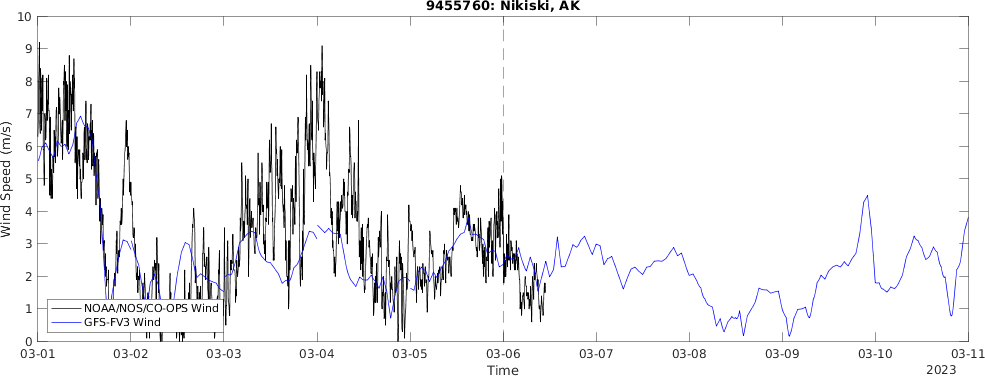 9455760: Nikiski, AK
10
9
8
7
6
5
4
3
2
1
0
Wind Speed (m/s)
NOAA/NOS/CO-OPS Wind
GFS-FV3 Wind
03-01 03-02 03-03 03-04 03-05 03-06 03-07 03-08 03-09 03-10 03-11
Time
2023